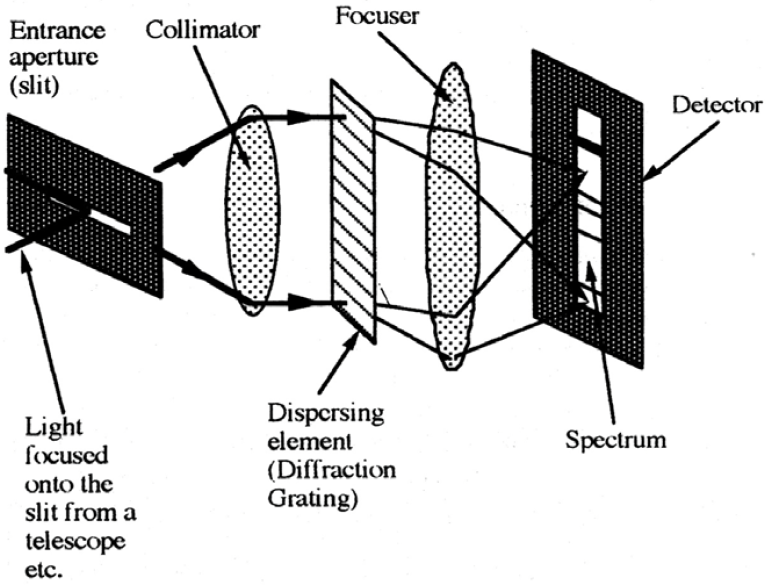 Entrance
aperture
(slit)
Collimator
Focuser
Detector
Light
focused
onto the
slit from a
telescope
etc.
Dispersing
element
(Diffraction
Grating)
Spectrum